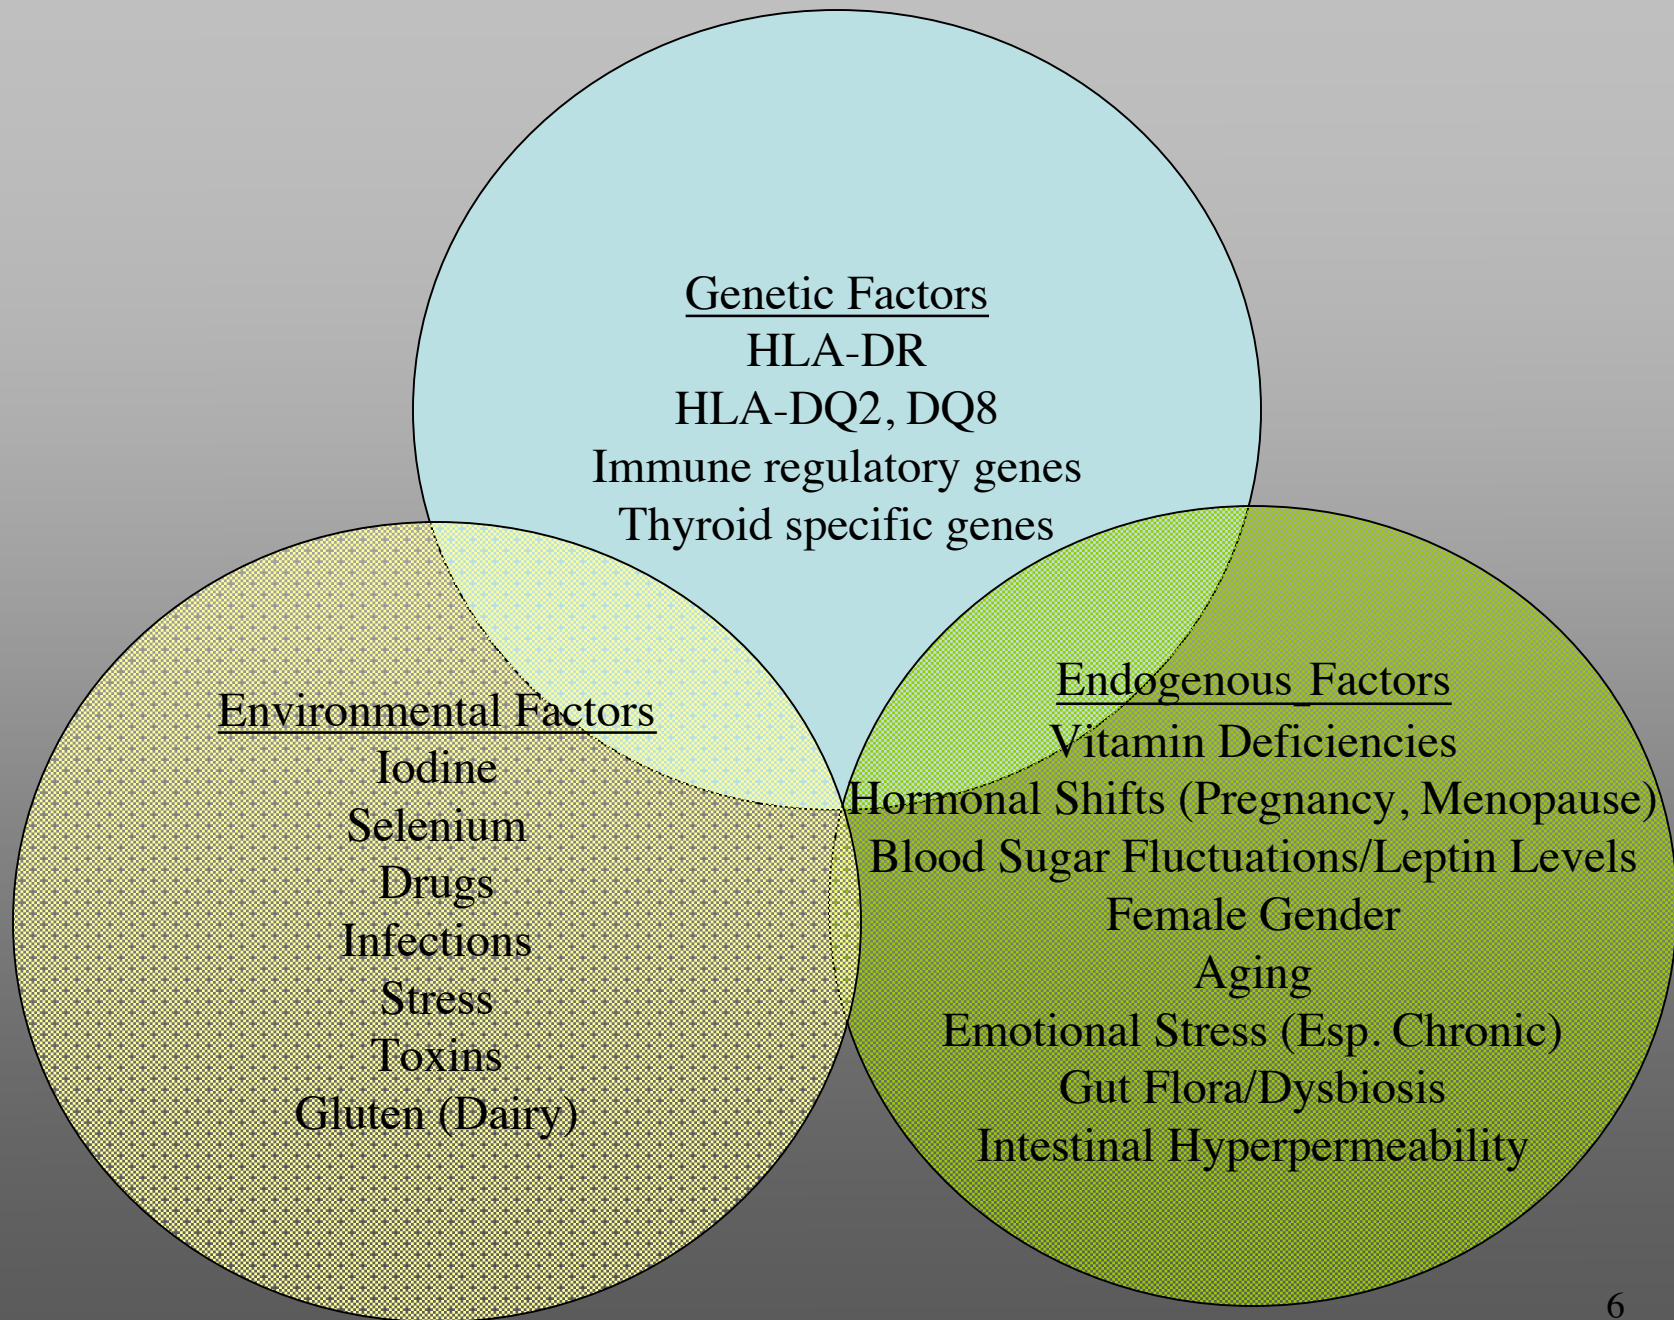 Genetic Factors
HLA-DR
HLA-DQ2, DQ8
Immune regulatory genes
Thyroid specific genes
Environmental Factors
Iodine
Selenium
Drugs
Infections
Stress
Toxins
Gluten (Dairy)
Endogenous Factors
Vitamin Deficiencies
Hormonal Shifts (Pregnancy, Menopause)
Blood Sugar Fluctuations/Leptin Levels
Female Gender
Aging
Emotional Stress (Esp. Chronic)
Gut Flora/Dysbiosis
Intestinal Hyperpermeability
6